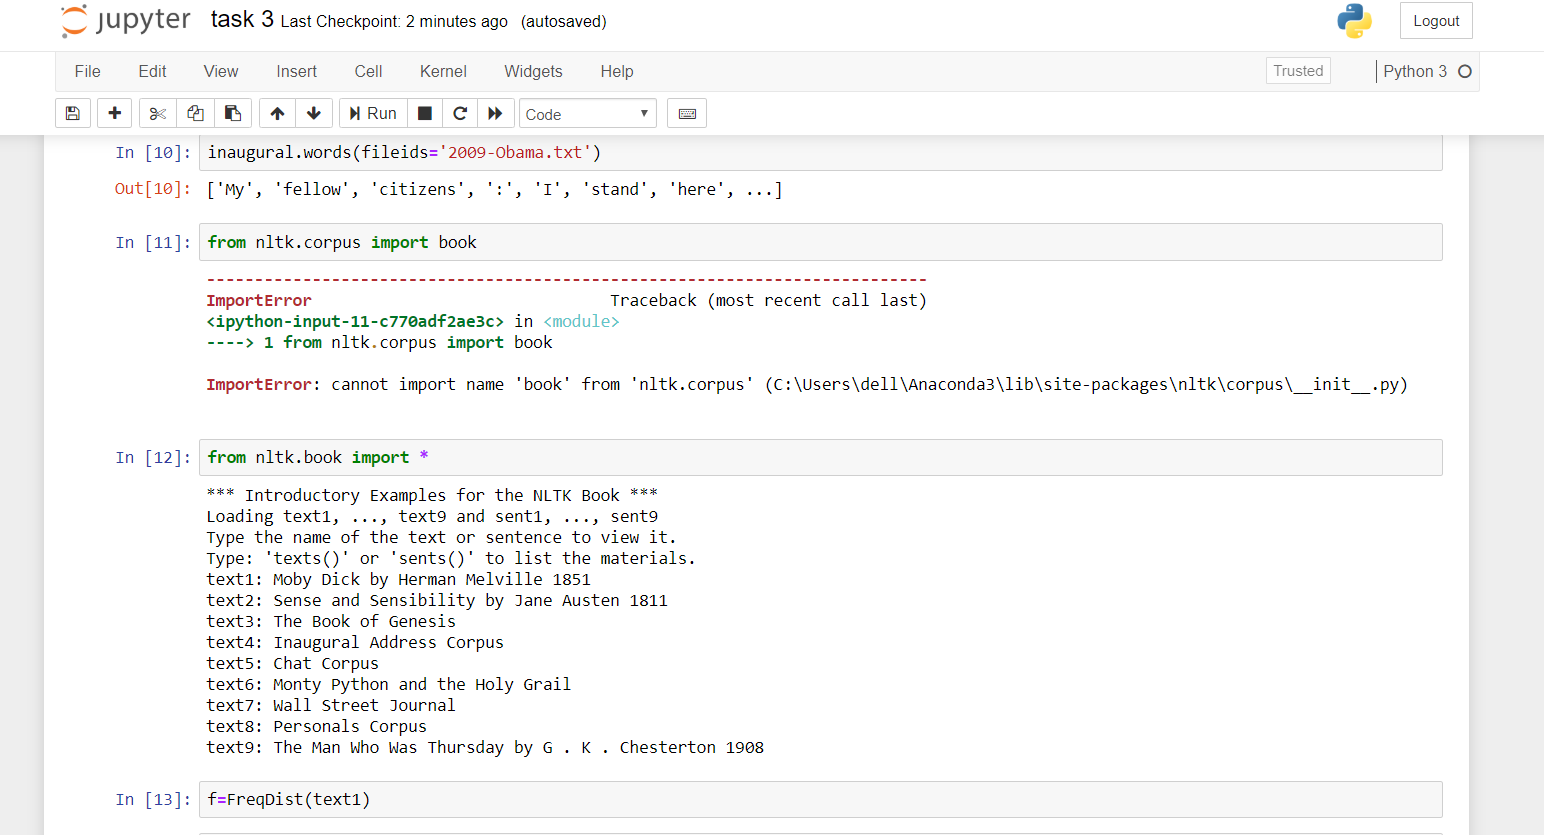 jupyter task 3 Last Checkpoint: 2 minutes ago (autosaved) Logout
File Edit View Insert Cell Kernel Widgets Help Trusted Python 3
Run Code
In [10]: inaugural.words(fileids='2009-Obama.txt')
Out[10]: ['My', 'fellow', 'citizens', ':', 'I', 'stand', 'here', ...]
In [11]: from nltk.corpus import book
---------------------------------------------------------------------------
ImportError Traceback (most recent call last)
<ipython-input-11-c770adf2ae3c> in <module>
----> 1 from nltk.corpus import book
ImportError: cannot import name 'book' from 'nltk.corpus' (C:\Users\dell\Anaconda3\lib\site-packages\nltk\corpus\__init__.py)
In [12]: from nltk.book import *
*** Introductory Examples for the NLTK Book ***
Loading text1, ..., text9 and sent1, ..., sent9
Type the name of the text or sentence to view it.
Type: 'texts()' or 'sents()' to list the materials.
text1: Moby Dick by Herman Melville 1851
text2: Sense and Sensibility by Jane Austen 1811
text3: The Book of Genesis
text4: Inaugural Address Corpus
text5: Chat Corpus
text6: Monty Python and the Holy Grail
text7: Wall Street Journal
text8: Personals Corpus
text9: The Man Who Was Thursday by G . K . Chesterton 1908
In [13]: f=FreqDist(text1)